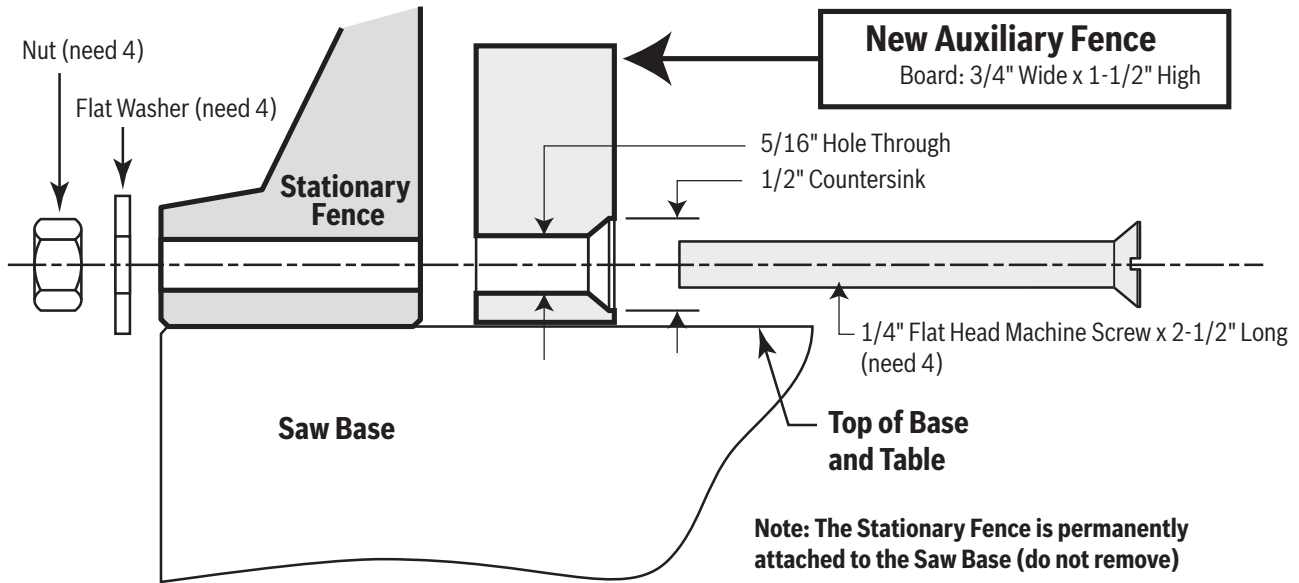 Nut (need 4)
Flat Washer (need 4)
Stationary
Fence
New Auxiliary Fence
Board: 3/4" Wide x 1-1/2" High
5/16" Hole Through
1/2" Countersink
1/4" Flat Head Machine Screw x 2-1/2" Long
(need 4)
Saw Base
Top of Base
and Table
Note: The Stationary Fence is permanently
attached to the Saw Base (do not remove)